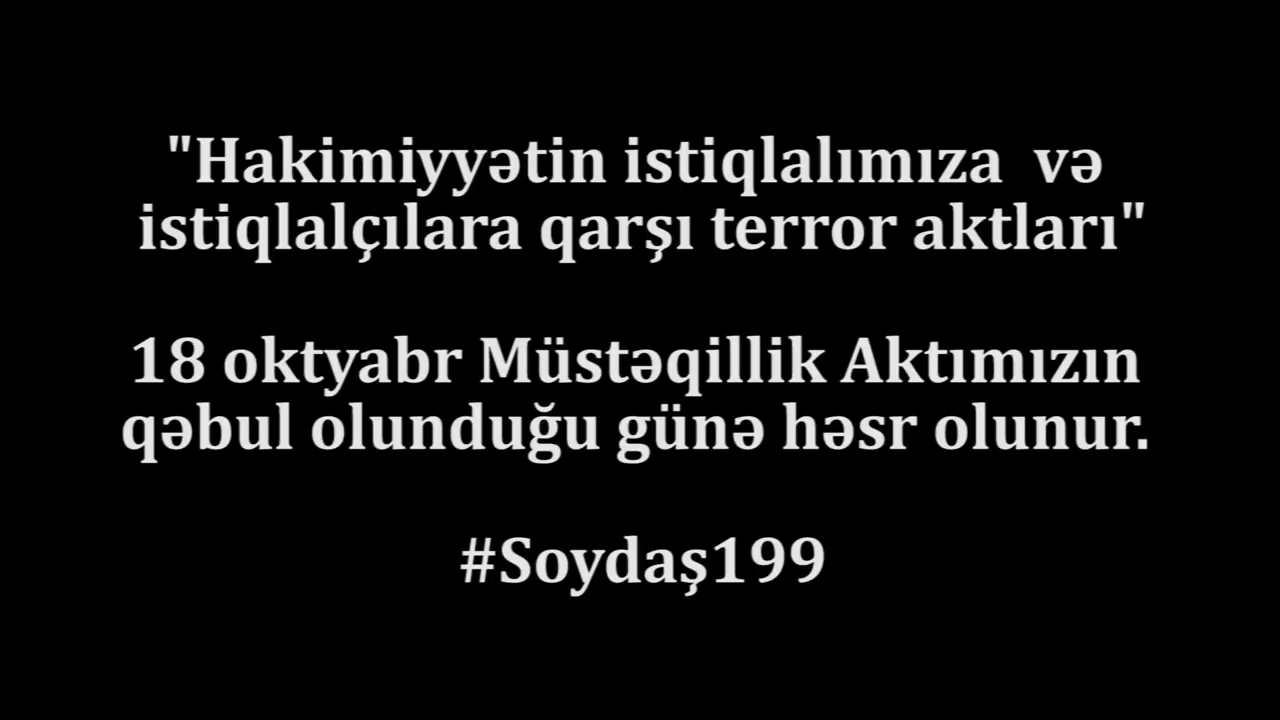 "Hakimiyyətin istiqlalımıza  və
istiqlalçılara qarşı terror aktları"
18 oktyabr Müstəqillik Aktımızın
qəbul olunduğu günə həsr olunur.
#Soydaş199